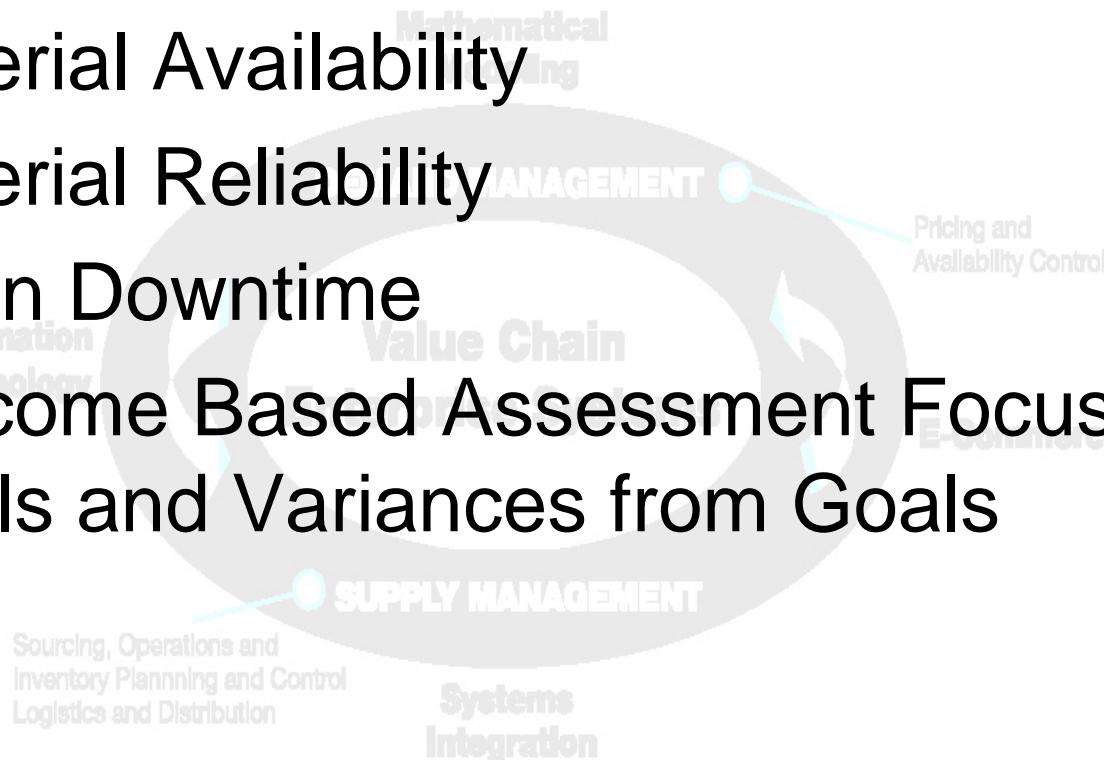 Mathematical
erial Availability
erial Reliability
MANAGEMENT
Pricing and
Availability Control
n Downtime
Value Chain
come Based Assessment Focus
ls and Variances from Goals
SUPPLY MANAGEMENT
Sourcing, Operations and
Inventory Plannning and Control
Logistics and Distribution
Systems
Integration